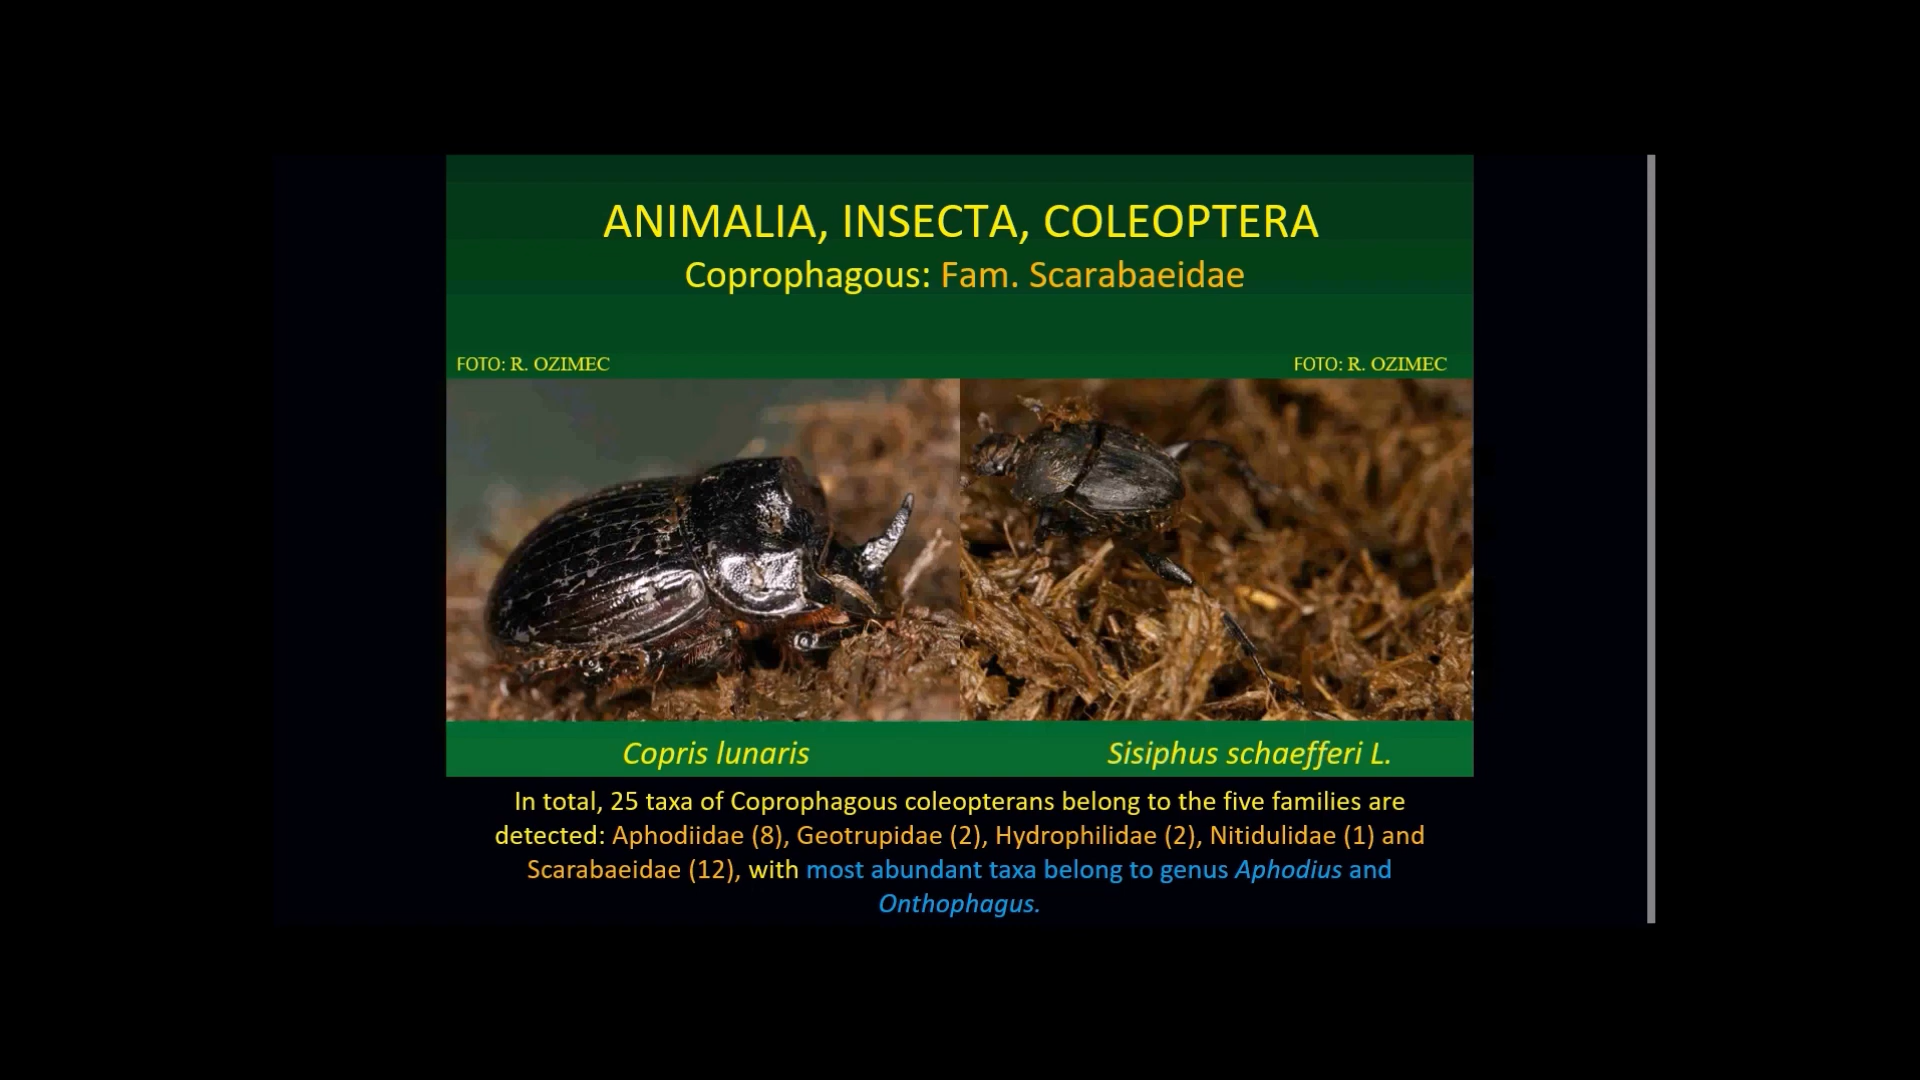 ANIMALIA, INSECTA, COLEOPTERA
Coprophagous: Fam. Scarabaeidae
FOTO: R. OZIMEC
FOTO: R. OZIMEC
Copris lunaris
Sisiphus schaefferi L.
In total, 25 taxa of Coprophagous coleopterans belong to the five families are
detected: Aphodiidae (8), Geotrupidae (2), Hydrophilidae (2), Nitidulidae (1) and
Scarabaeidae (12), with most abundant taxa belong to genus Aphodius and
Onthophagus.